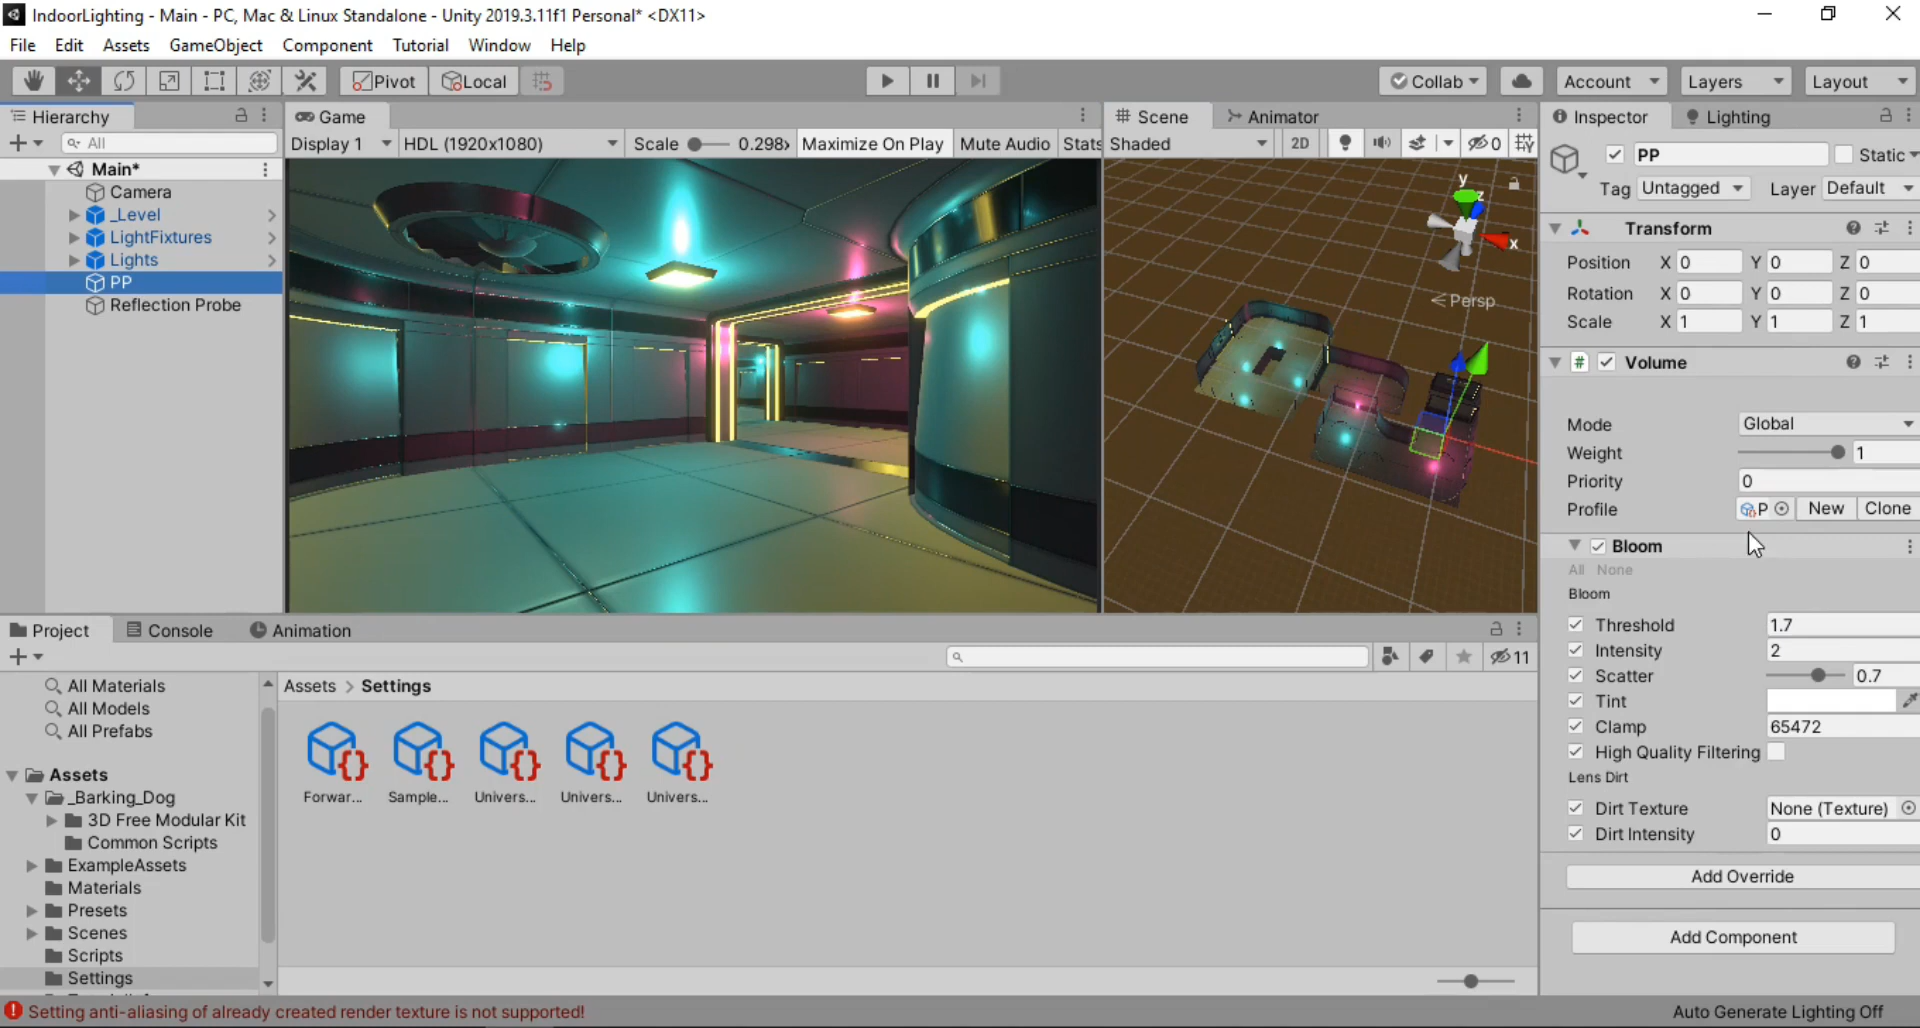 IndoorLighting - Main - PC, Mac & Linux Standalone - Unity 2019.3.11f1 Personal* <DX11>
File Edit Assets GameObject Component Tutorial Window Help
Pivot Local Collab Account Layers Layout
Hierarchy
All
Main*
Camera
_Level
LightFixtures
Lights
PP
Reflection Probe
Game
Display 1 HDL (1920x1080) Scale 0.298x Maximize On Play Mute Audio Stats
Scene Animator
Shaded 2D 0
y
z
x
Persp
Inspector Lighting
PP Static
Tag Untagged Layer Default
Transform
Position X 0 Y 0 Z 0
Rotation X 0 Y 0 Z 0
Scale X 1 Y 1 Z 1
# Volume
Mode Global
Weight 1
Priority 0
Profile P New Clone
Bloom
All None
Bloom
Threshold 1.7
Intensity 2
Scatter 0.7
Tint
Clamp 65472
High Quality Filtering
Lens Dirt
Dirt Texture None (Texture)
Dirt Intensity 0
Add Override
Add Component
Project Console Animation
11
All Materials
All Models
All Prefabs
Assets
_Barking_Dog
3D Free Modular Kit
Common Scripts
ExampleAssets
Materials
Presets
Scenes
Scripts
Settings
Assets > Settings
Forwar... Sample... Univers... Univers... Univers...
Setting anti-aliasing of already created render texture is not supported!
Auto Generate Lighting Off